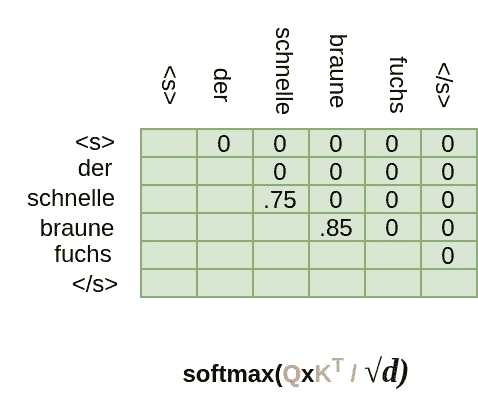 <s> der schnelle braune fuchs </s>
<s> 0 0 0 0 0
der 0 0 0 0
schnelle .75 0 0 0
braune .85 0 0
fuchs 0
</s>
softmax(QxKᵀ / √d)